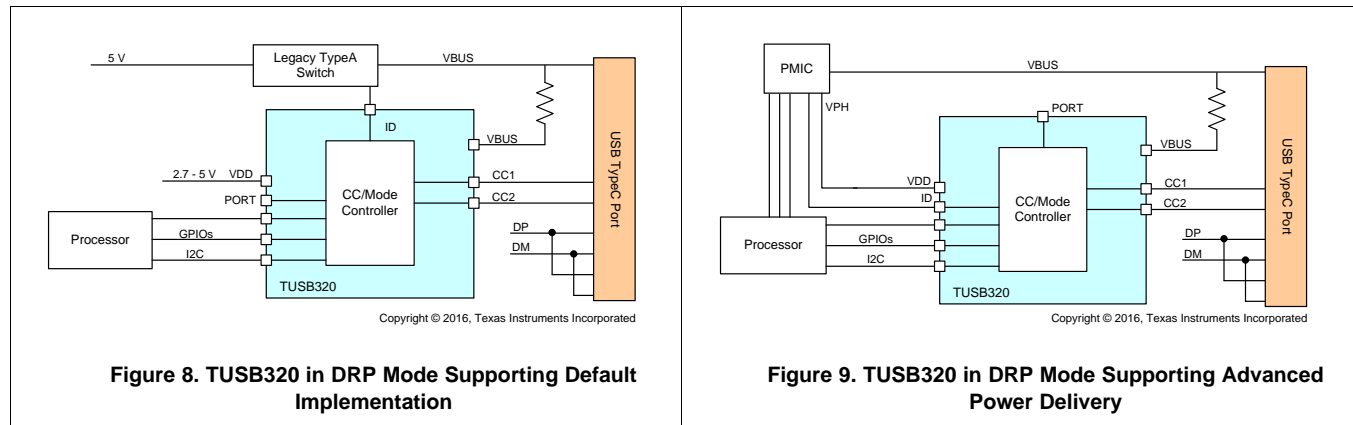 5 V
Legacy TypeA
Switch
VBUS
ID
VBUS
2.7 - 5 V
VDD
PORT
CC/Mode
Controller
CC1
CC2
Processor
GPIOs
I2C
DP
DM
TUSB320
USB TypeC Port
Copyright © 2016, Texas Instruments Incorporated
Figure 8. TUSB320 in DRP Mode Supporting Default
Implementation
PMIC
VBUS
VPH
PORT
VBUS
VDD
ID
CC/Mode
Controller
CC1
CC2
Processor
GPIOs
I2C
DP
DM
TUSB320
USB TypeC Port
Copyright © 2016, Texas Instruments Incorporated
Figure 9. TUSB320 in DRP Mode Supporting Advanced
Power Delivery